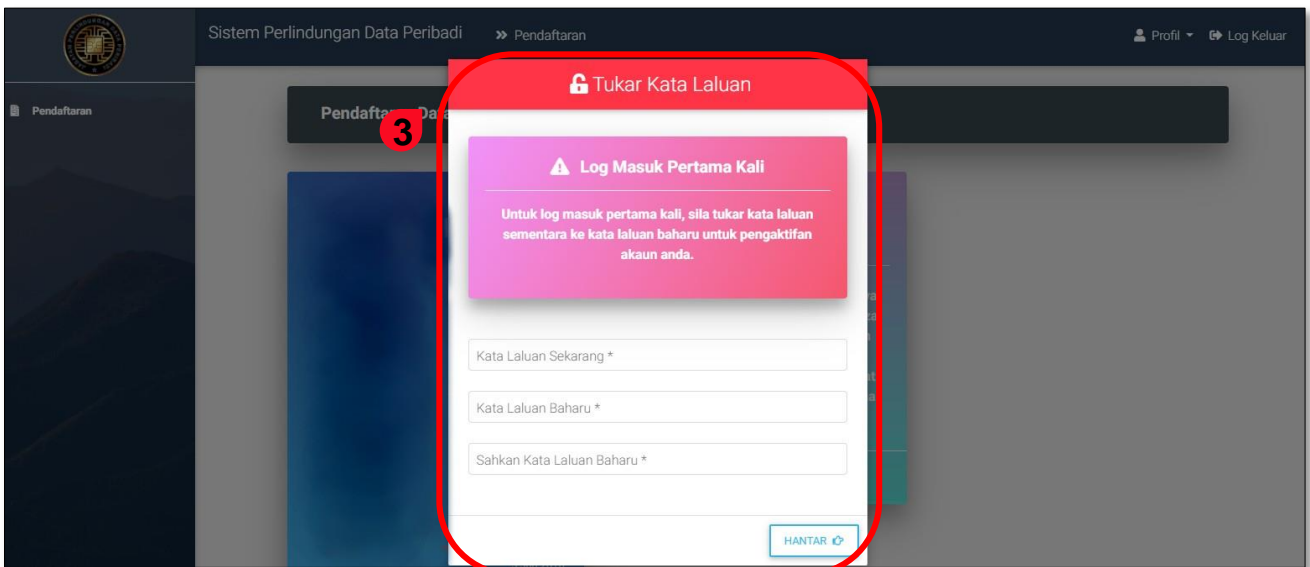 Sistem Perlindungan Data Peribadi
Pendaftaran
Profil
Log Keluar
Pendaftaran
3
Tukar Kata Laluan
Log Masuk Pertama Kali
Untuk log masuk pertama kali, sila tukar kata laluan
sementara ke kata laluan baharu untuk pengaktifan
akaun anda.
Kata Laluan Sekarang *
Kata Laluan Baharu *
Sahkan Kata Laluan Baharu *
HANTAR